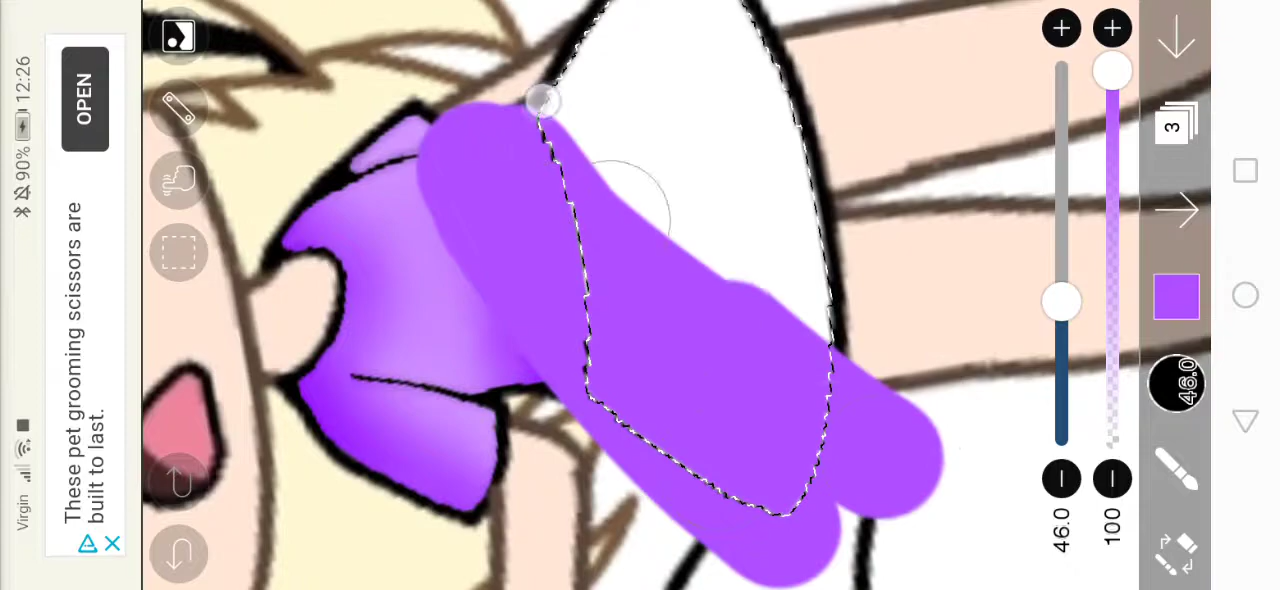 Virgin 90% 12:26
These pet grooming scissors are
built to last.
OPEN
3
46.0
46.0
100